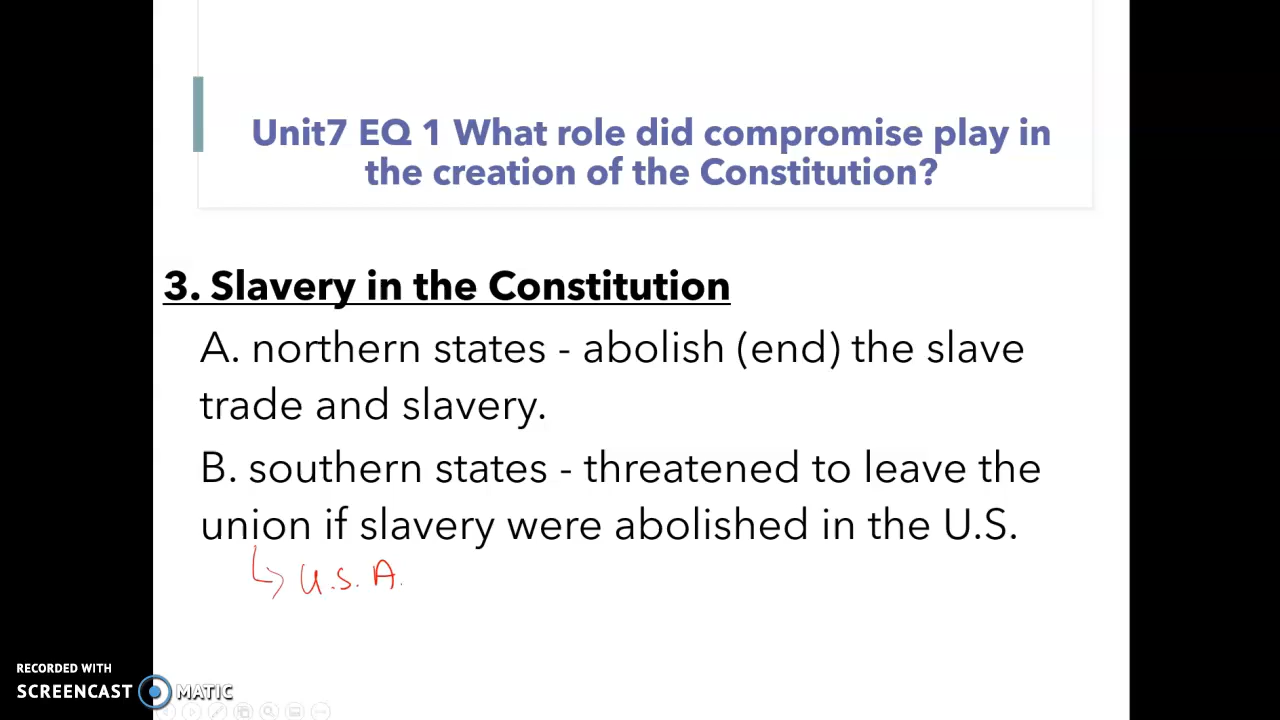 Unit7 EQ 1 What role did compromise play in
the creation of the Constitution?
3. Slavery in the Constitution
A. northern states - abolish (end) the slave
trade and slavery.
B. southern states - threatened to leave the
union if slavery were abolished in the U.S.
U.S.A.
RECORDED WITH
SCREENCAST MATIC